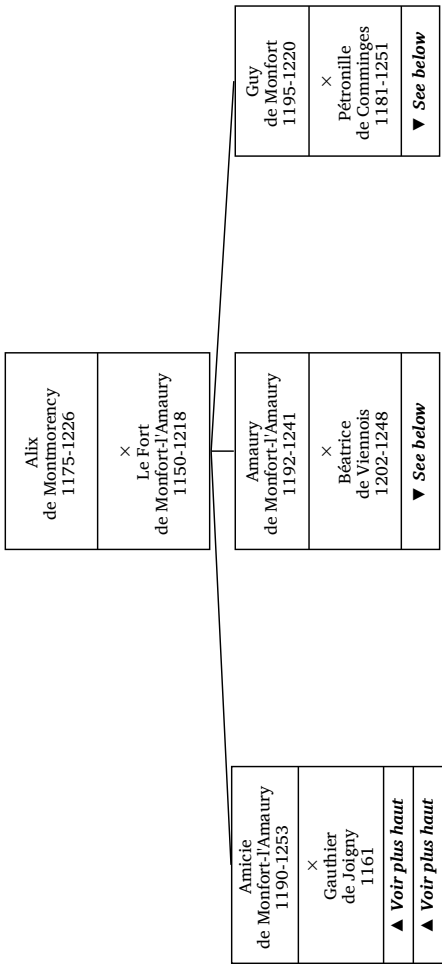 Alix
de Montmorency
1175-1226
×
Le Fort
de Monfort-l'Amaury
1150-1218
Amicie
de Monfort-l'Amaury
1190-1253
×
Gauthier
de Joigny
1161
▲ Voir plus haut
▲ Voir plus haut
Amaury
de Monfort-l'Amaury
1192-1241
×
Béatrice
de Viennois
1202-1248
▼ See below
Guy
de Monfort
1195-1220
×
Pétronille
de Comminges
1181-1251
▼ See below